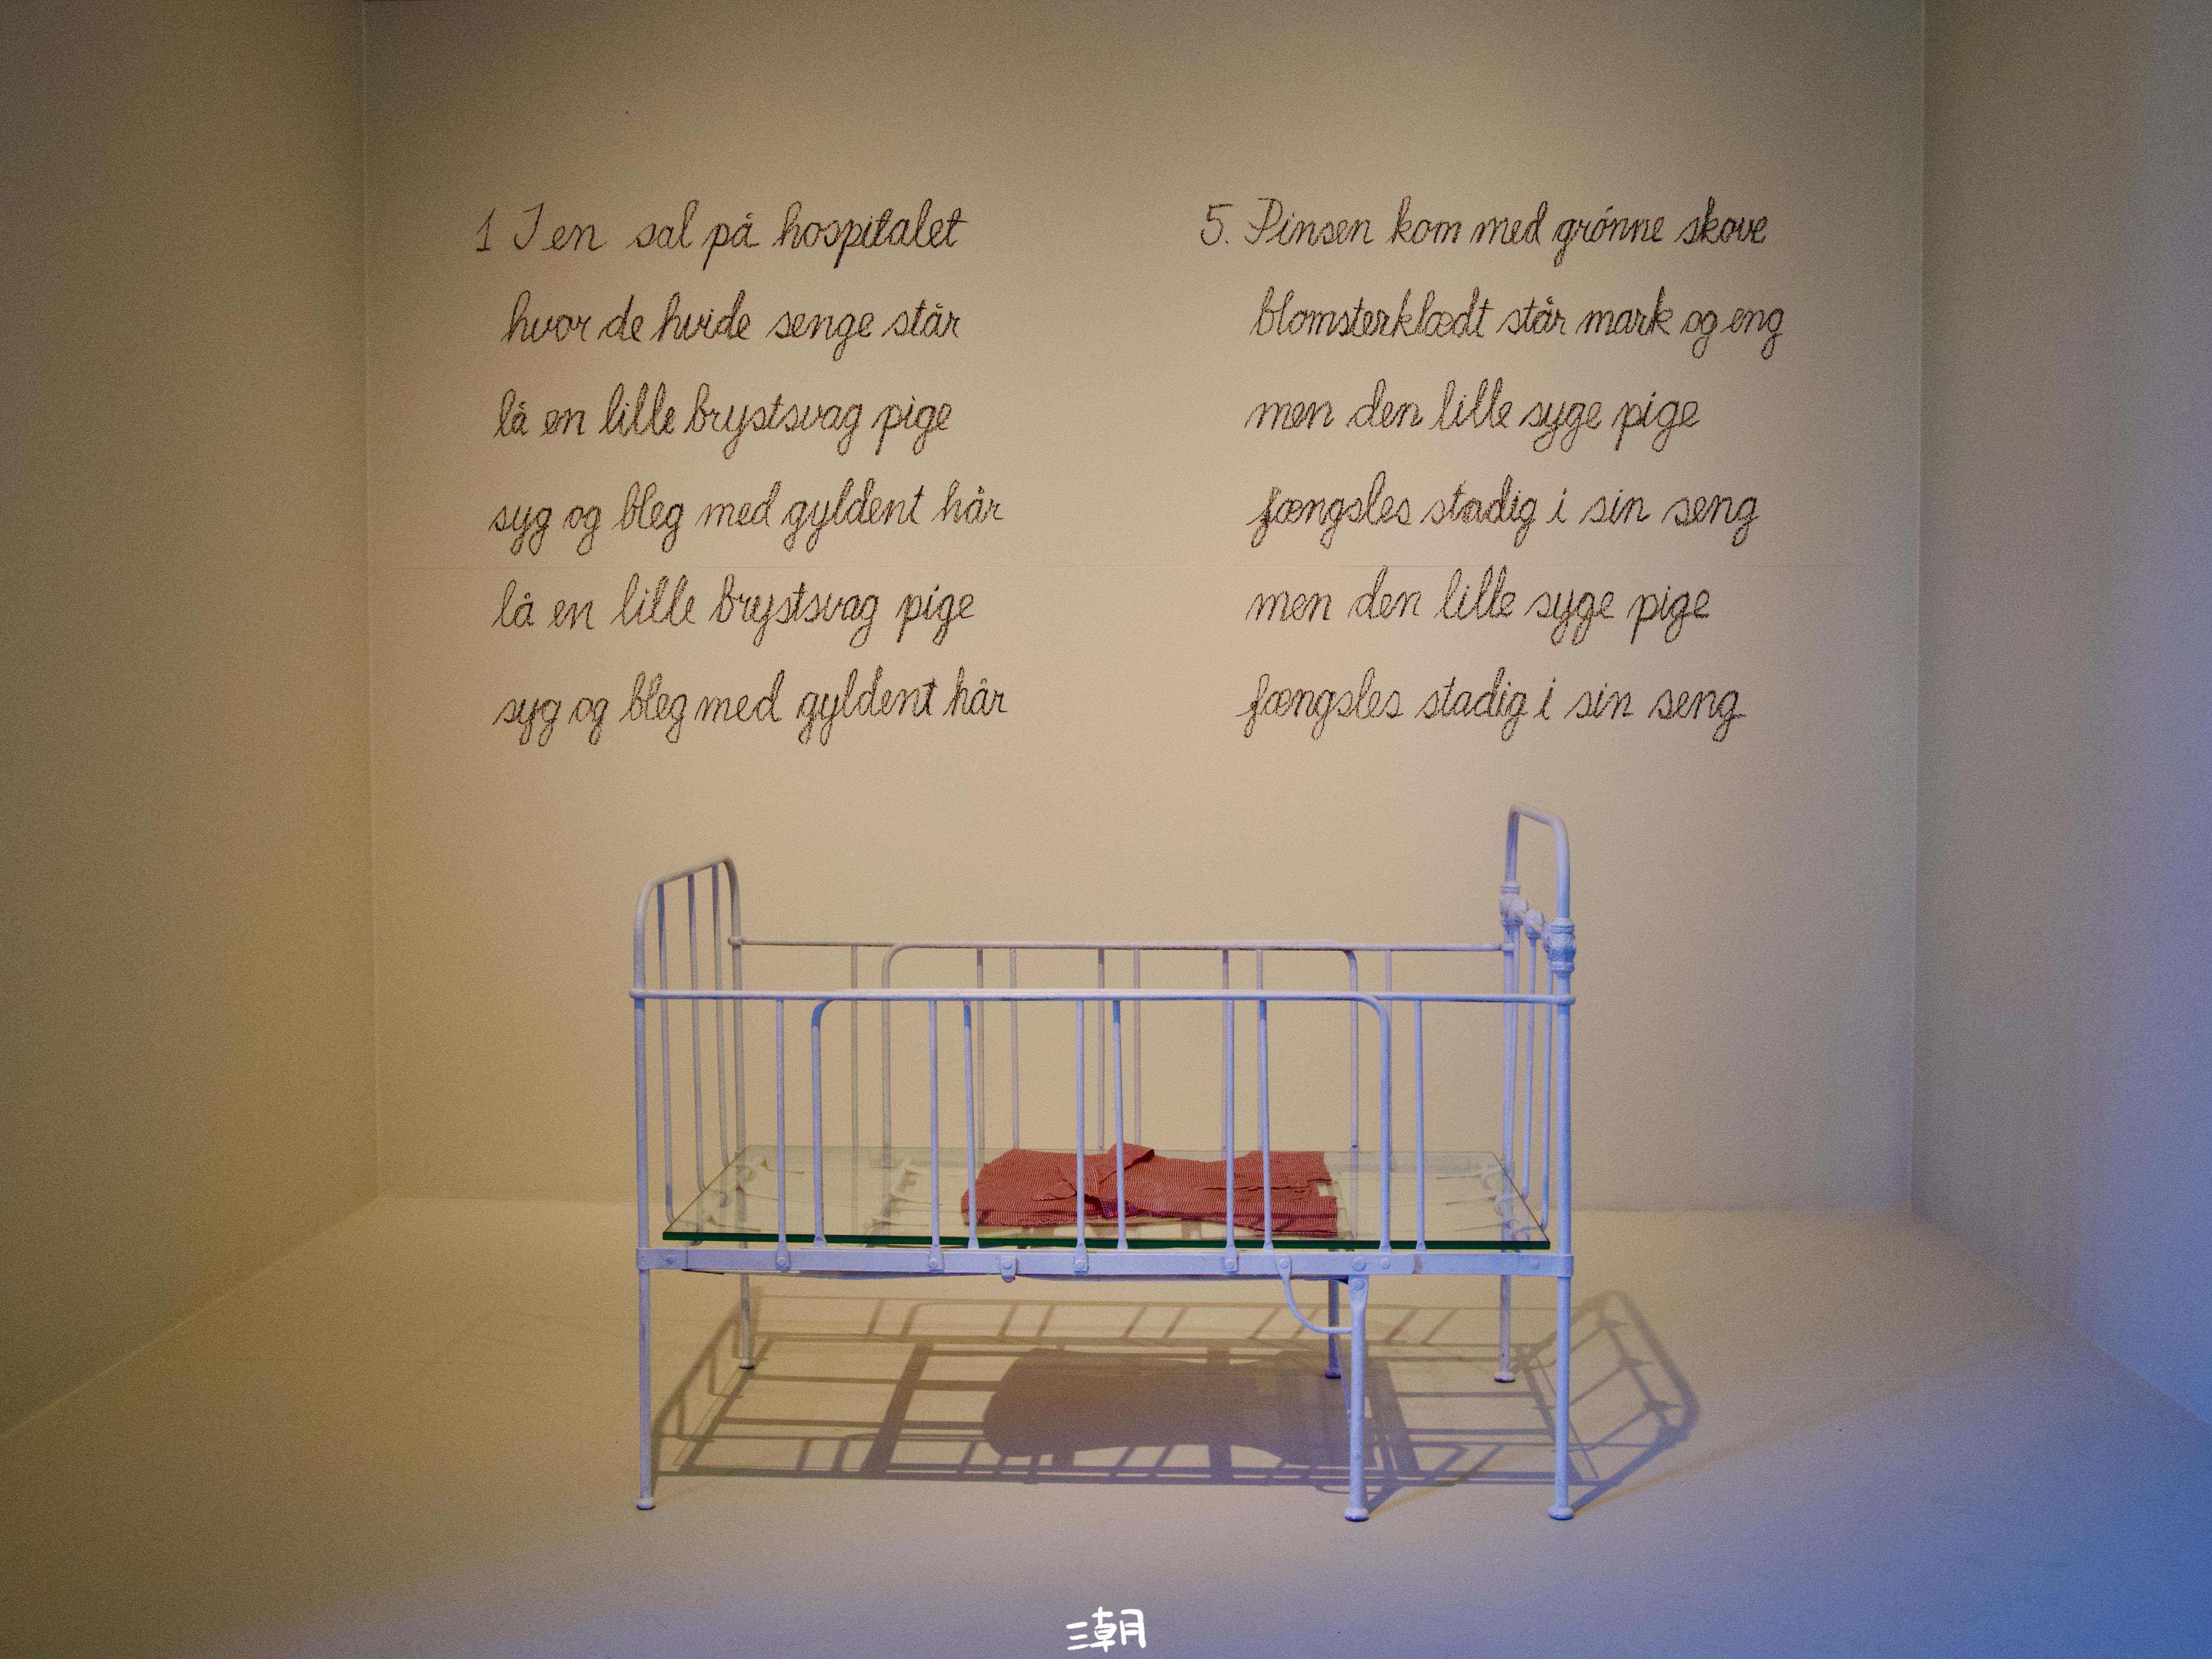 1 I en sal på hospitalet
hvor de hvide senge står
lå en lille brystsvag pige
syg og bleg med gyldent hår
lå en lille brystsvag pige
syg og bleg med gyldent hår
5. Pinsen kom med grónne skove
blomsterklædt står mark og eng
men den lille syge pige
fængsles stadig i sin seng
men den lille syge pige
fængsles stadig i sin seng
三潮